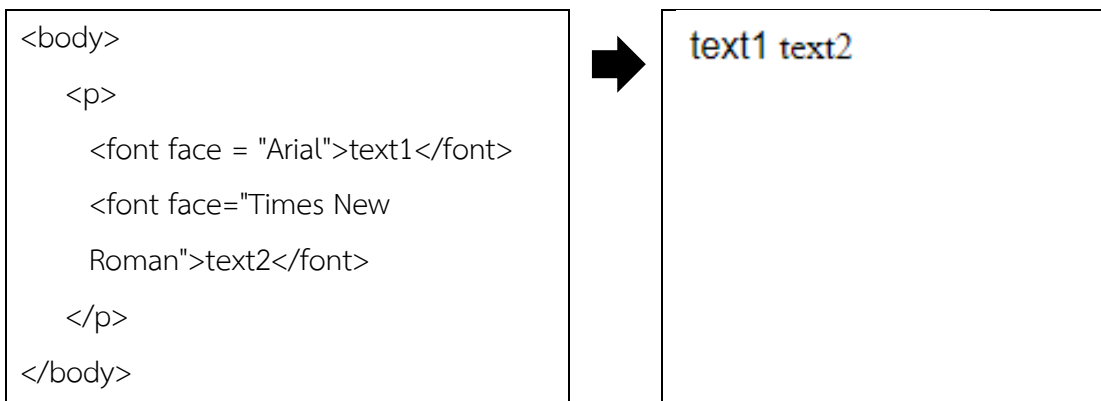 <body>
<p>
<font face = "Arial">text1</font>
<font face="Times New
Roman">text2</font>
</p>
</body>
text1 text2